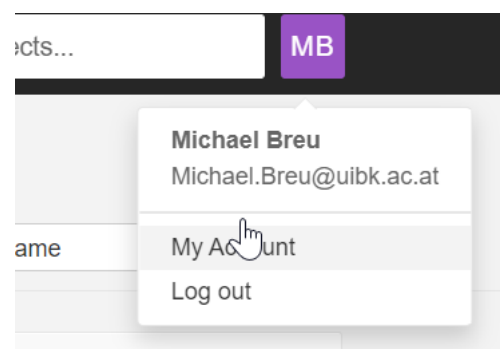 ects...
MB
Michael Breu
Michael.Breu@uibk.ac.at
ame
My Account
Log out